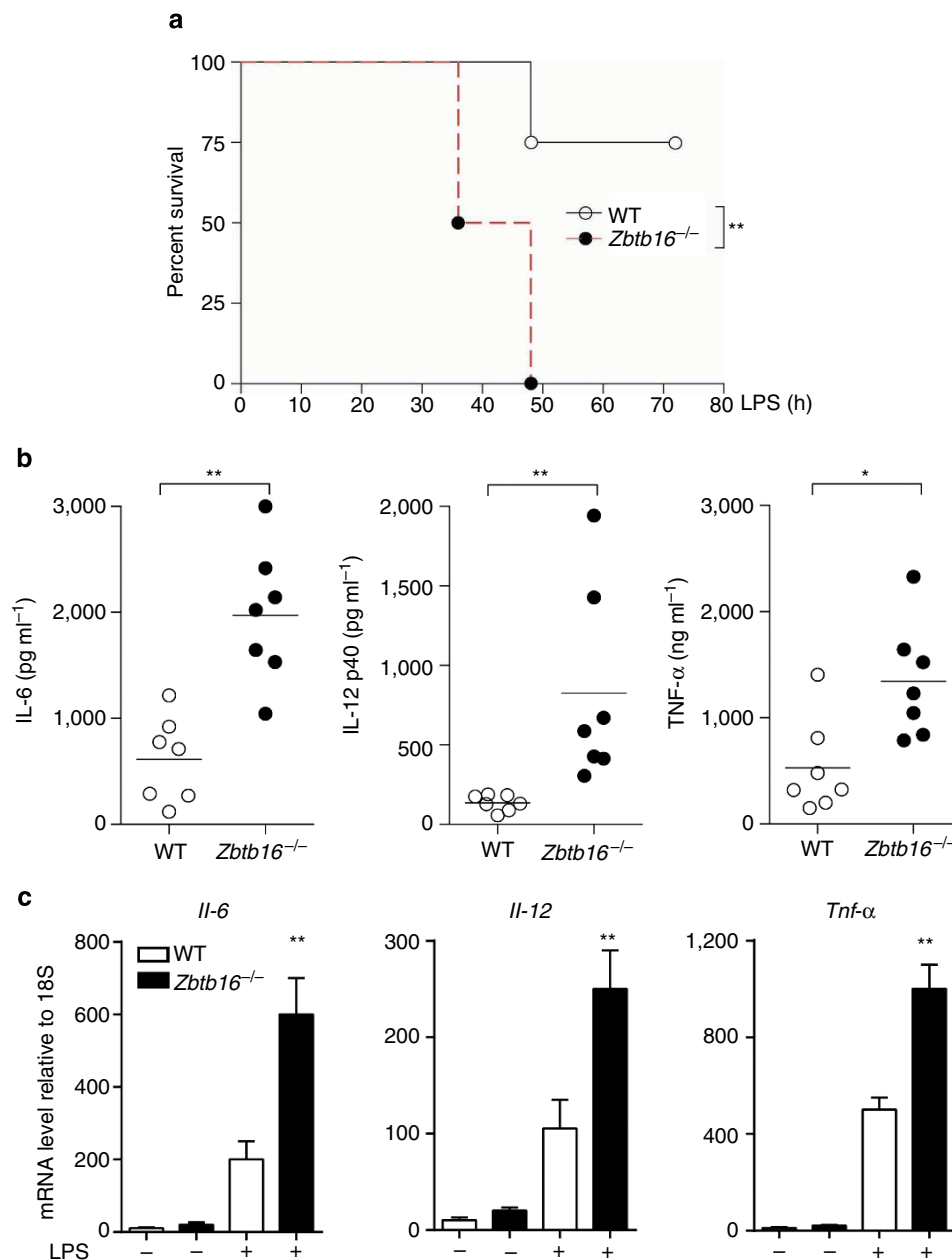 a
100
75
50
25
0
Percent survival
WT
Zbtb16⁻/⁻
**
0 10 20 30 40 50 60 70 80 LPS (h)
b
**
3,000
2,000
1,000
0
IL-6 (pg ml⁻¹)
WT Zbtb16⁻/⁻
**
2,000
1,500
1,000
500
0
IL-12 p40 (pg ml⁻¹)
WT Zbtb16⁻/⁻
*
3,000
2,000
1,000
0
TNF-α (ng ml⁻¹)
WT Zbtb16⁻/⁻
c
Il-6
800
600
400
200
0
mRNA level relative to 18S
WT
Zbtb16⁻/⁻
**
LPS – – + +
Il-12
300
200
100
0
**
– – + +
Tnf-α
1,200
800
400
0
**
– – + +